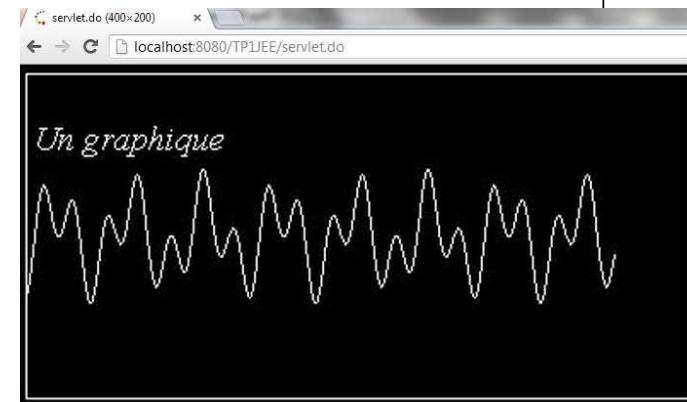 servlet.do (400×200) ×
localhost:8080/TP1JEE/servlet.do
Un graphique